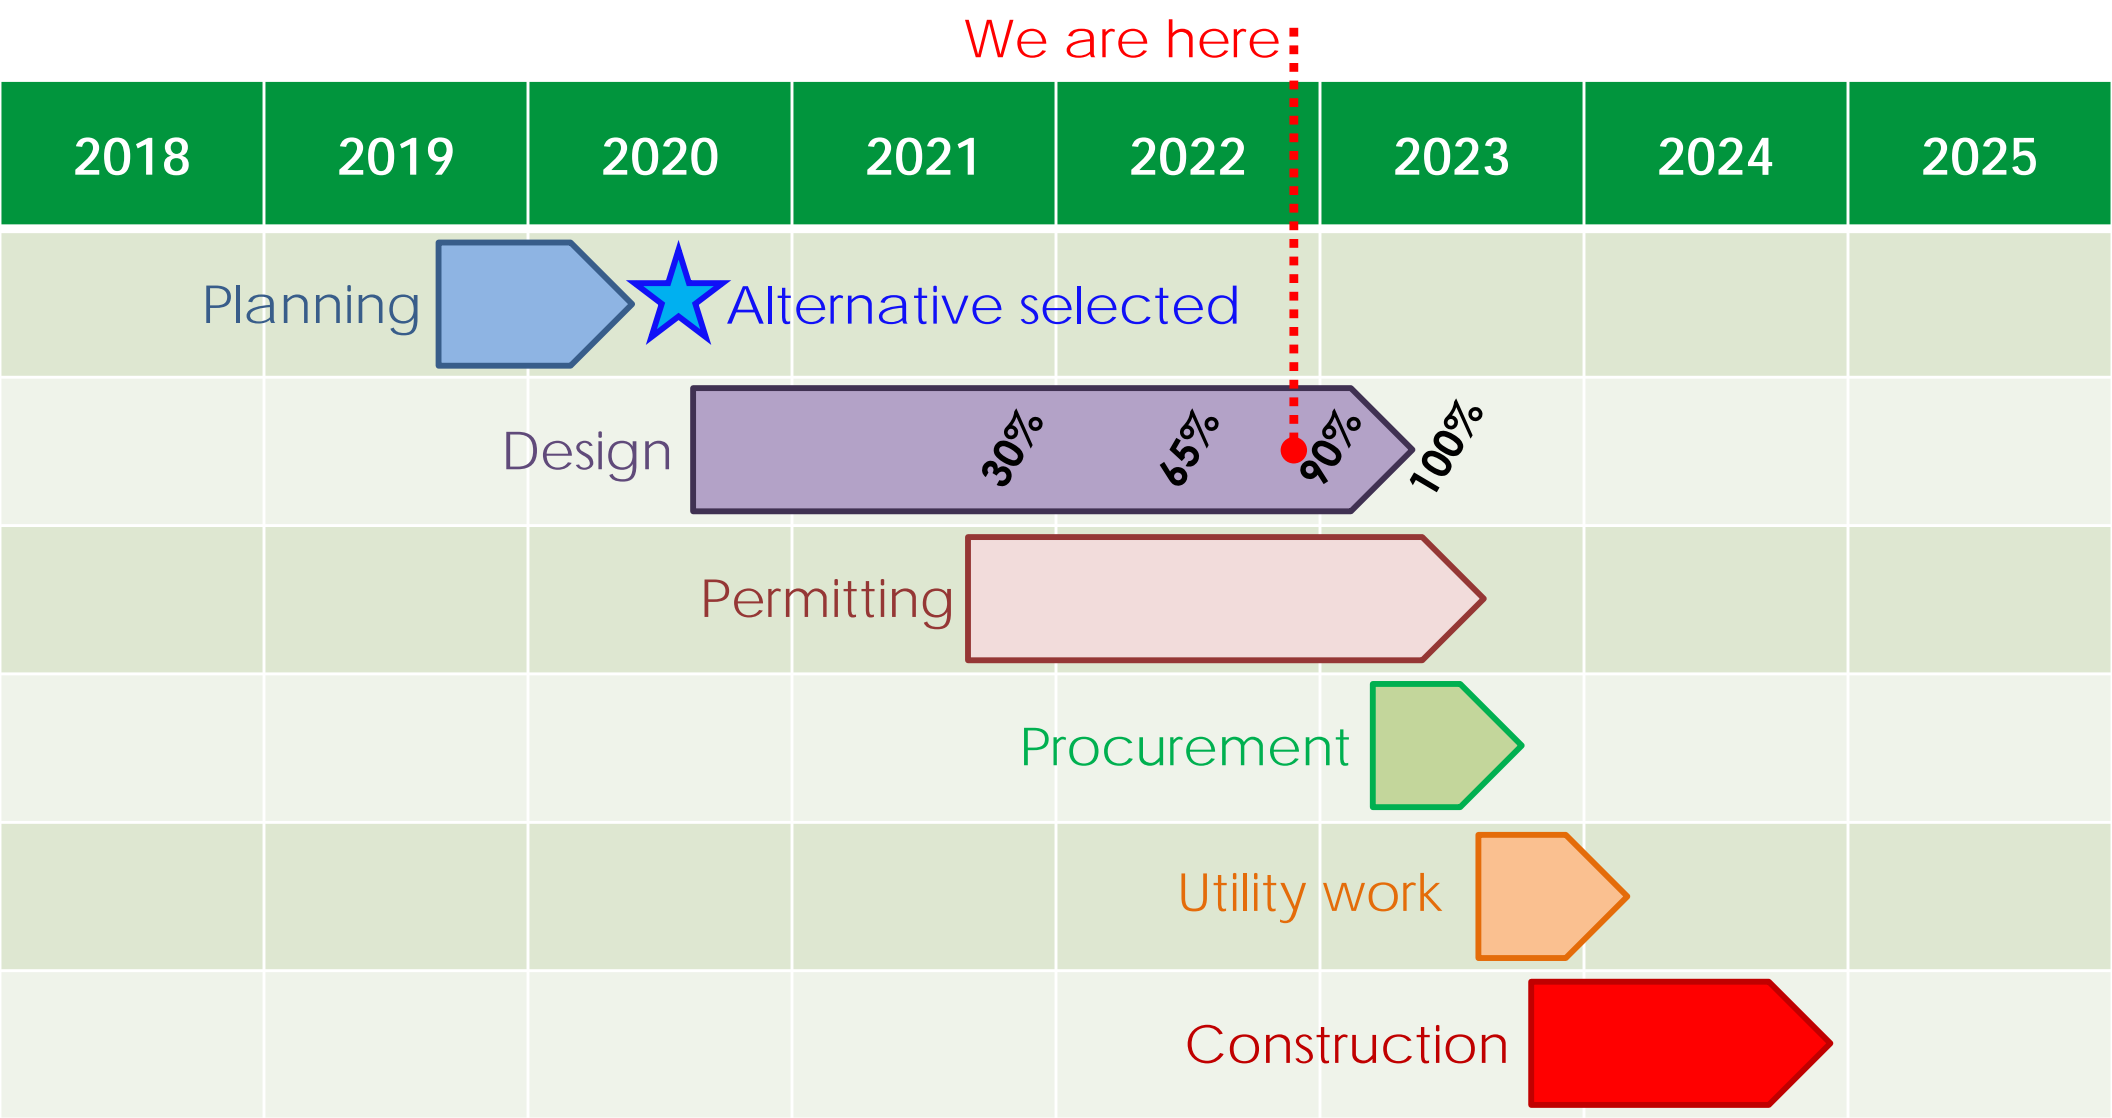 We are here
2018 2019 2020 2021 2022 2023 2024 2025
Planning
Alternative selected
Design
30%
65%
90%
100%
Permitting
Procurement
Utility work
Construction